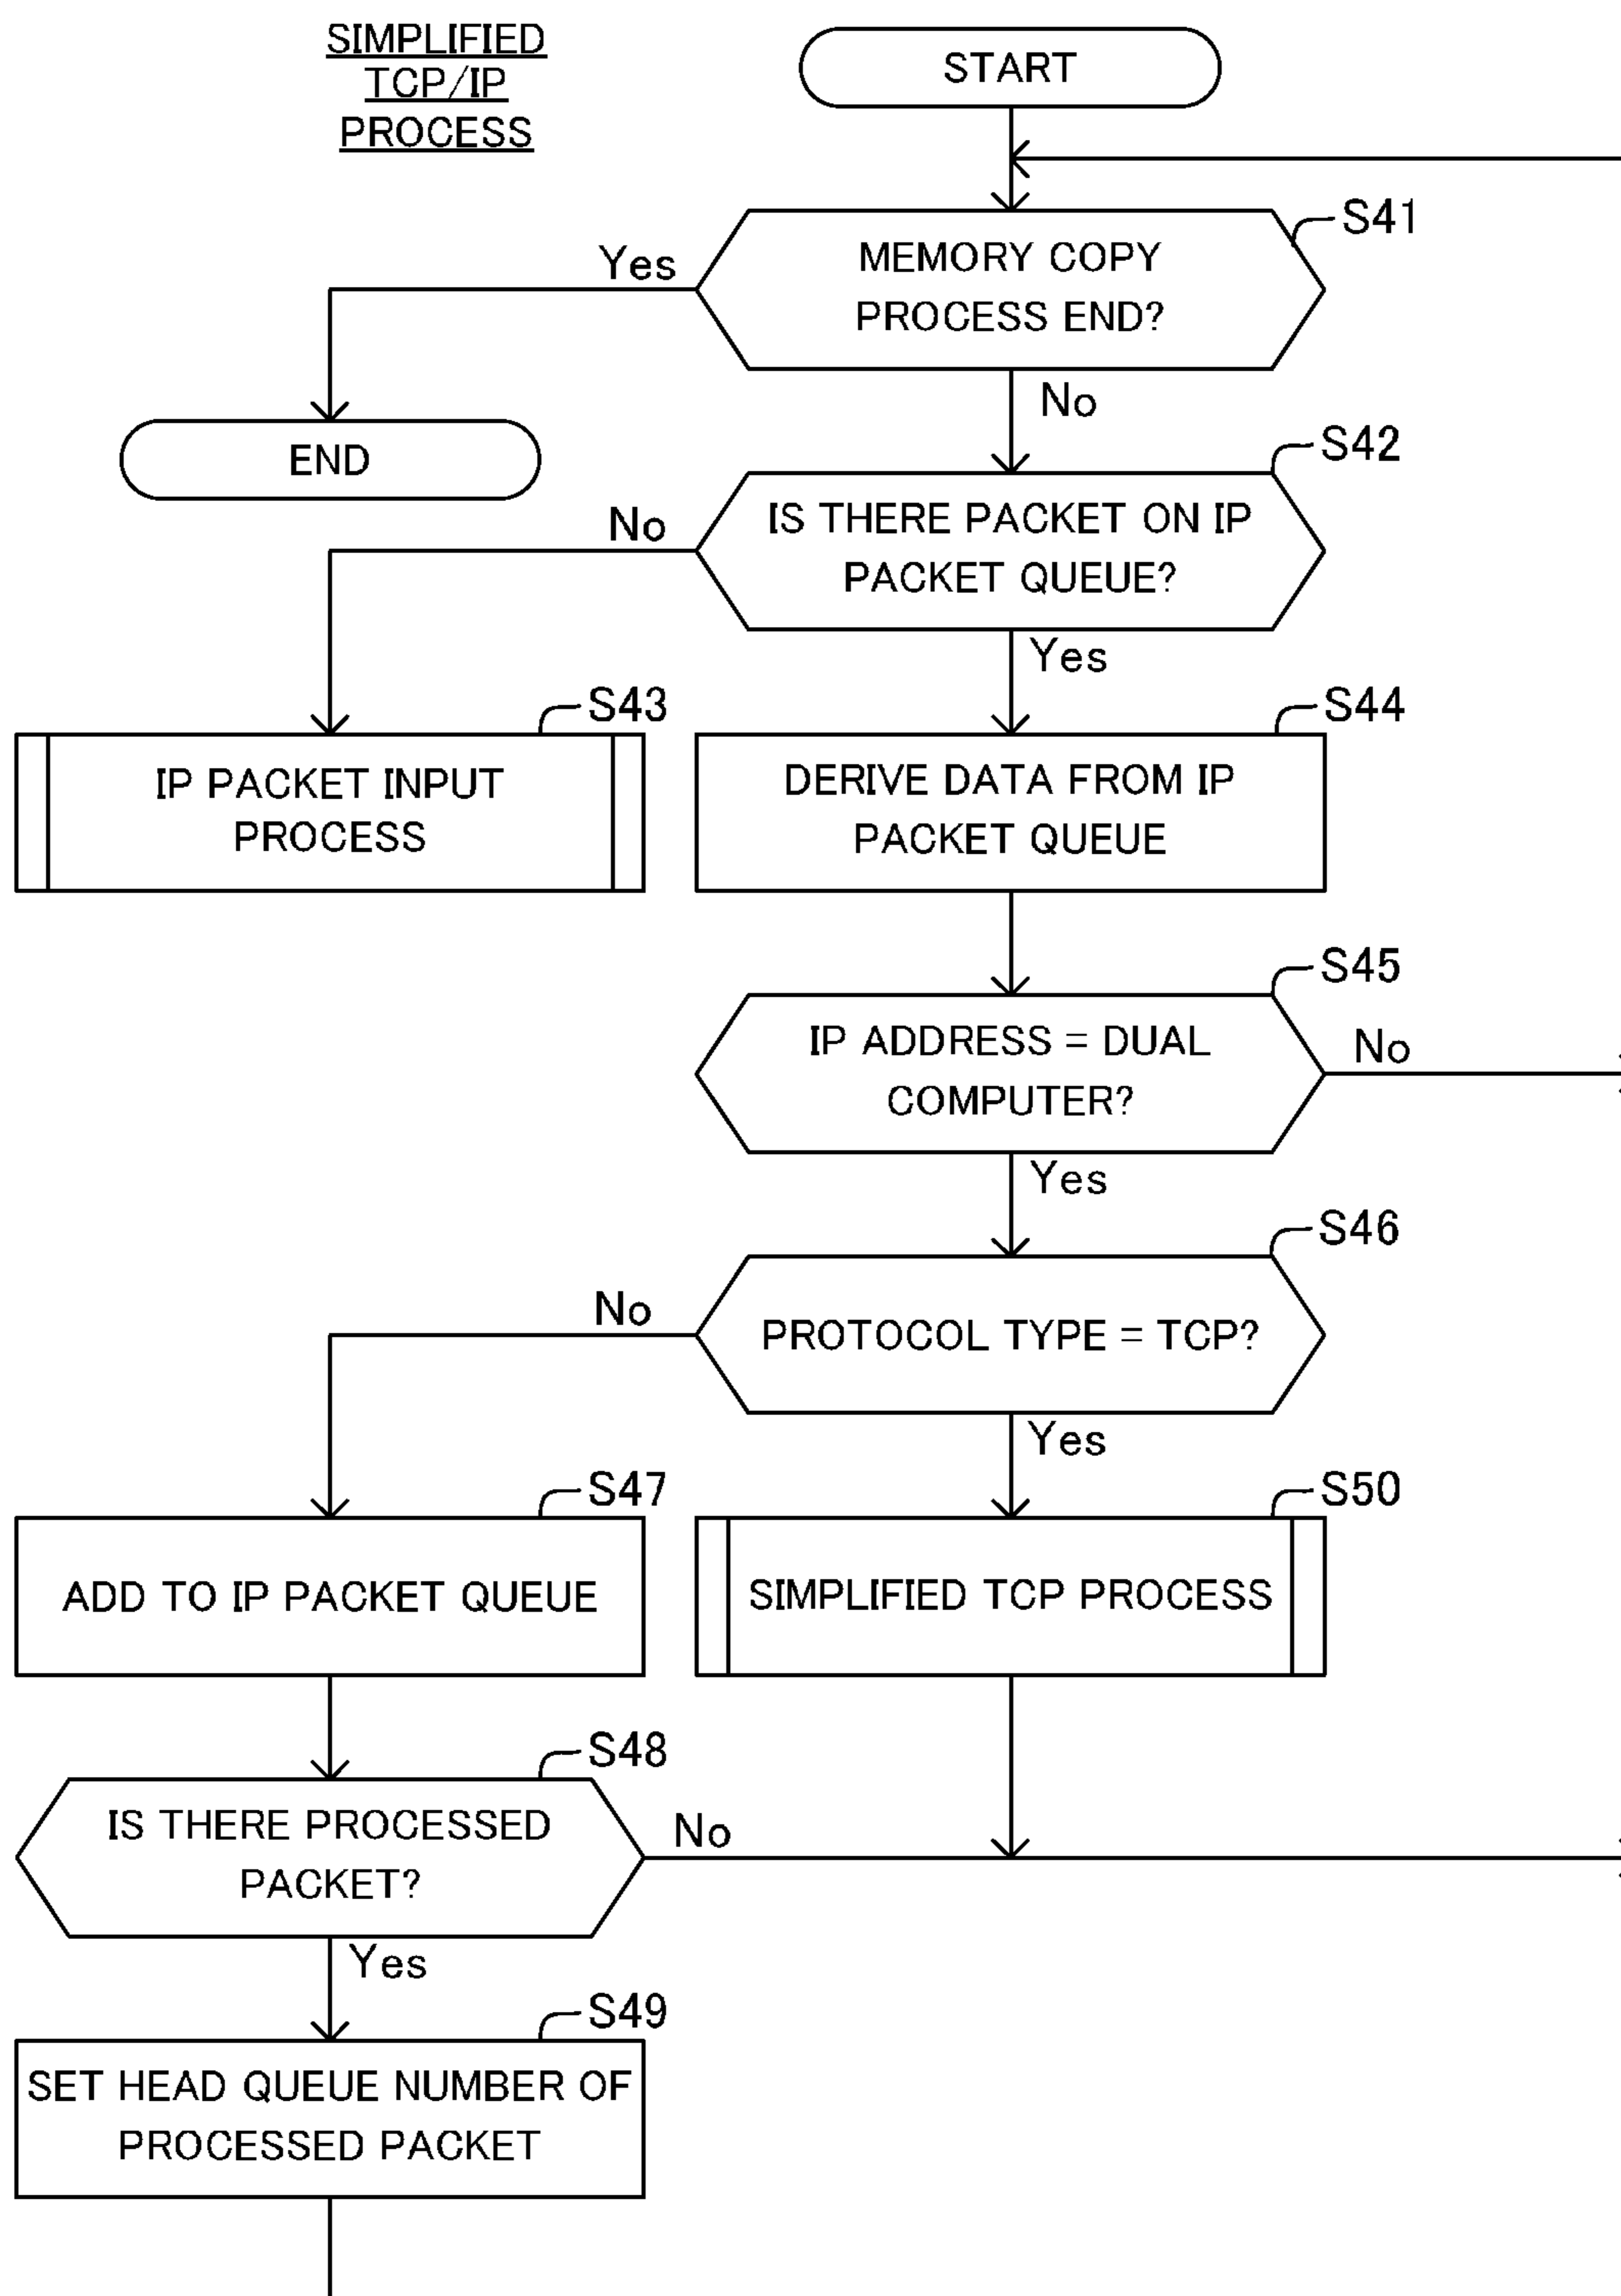 SIMPLIFIED
TCP/IP
PROCESS
START
S41
MEMORY COPY
PROCESS END?
Yes
No
END
S42
IS THERE PACKET ON IP
PACKET QUEUE?
No
Yes
S43
IP PACKET INPUT
PROCESS
S44
DERIVE DATA FROM IP
PACKET QUEUE
S45
IP ADDRESS = DUAL
COMPUTER?
No
Yes
S46
PROTOCOL TYPE = TCP?
No
Yes
S47
ADD TO IP PACKET QUEUE
S50
SIMPLIFIED TCP PROCESS
S48
IS THERE PROCESSED
PACKET?
No
Yes
S49
SET HEAD QUEUE NUMBER OF
PROCESSED PACKET